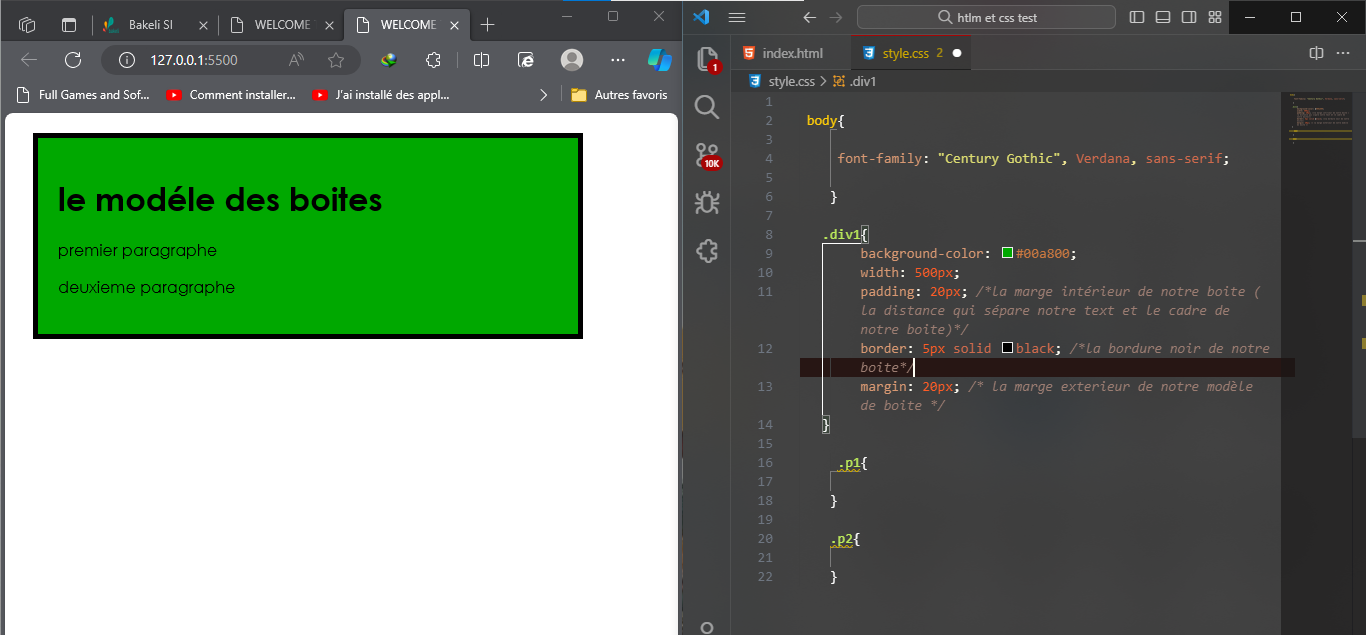 Bakeli SI
WELCOME
WELCOME
127.0.0.1:5500
Full Games and Sof...
Comment installer...
J'ai installé des appl...
Autres favoris
le modéle des boites
premier paragraphe
deuxieme paragraphe
htlm et css test
index.html
style.css 2
style.css > .div1
1
10K
1
2 body{
3
4 font-family: "Century Gothic", Verdana, sans-serif;
5
6 }
7
8 .div1{
9 background-color: #00a800;
10 width: 500px;
11 padding: 20px; /*la marge intérieur de notre boite (
la distance qui sépare notre text et le cadre de
notre boite)*/
12 border: 5px solid black; /*la bordure noir de notre
boite*/
13 margin: 20px; /* la marge exterieur de notre modèle
de boite */
14 }
15
16 .p1{
17
18 }
19
20 .p2{
21
22 }